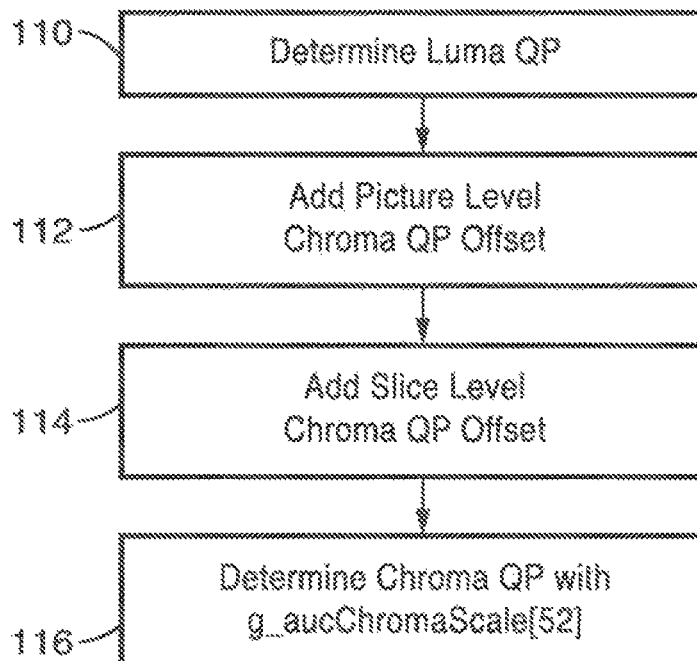 110
Determine Luma QP
112
Add Picture Level
Chroma QP Offset
114
Add Slice Level
Chroma QP Offset
116
Determine Chroma QP with
g_aucChromaScale[52]